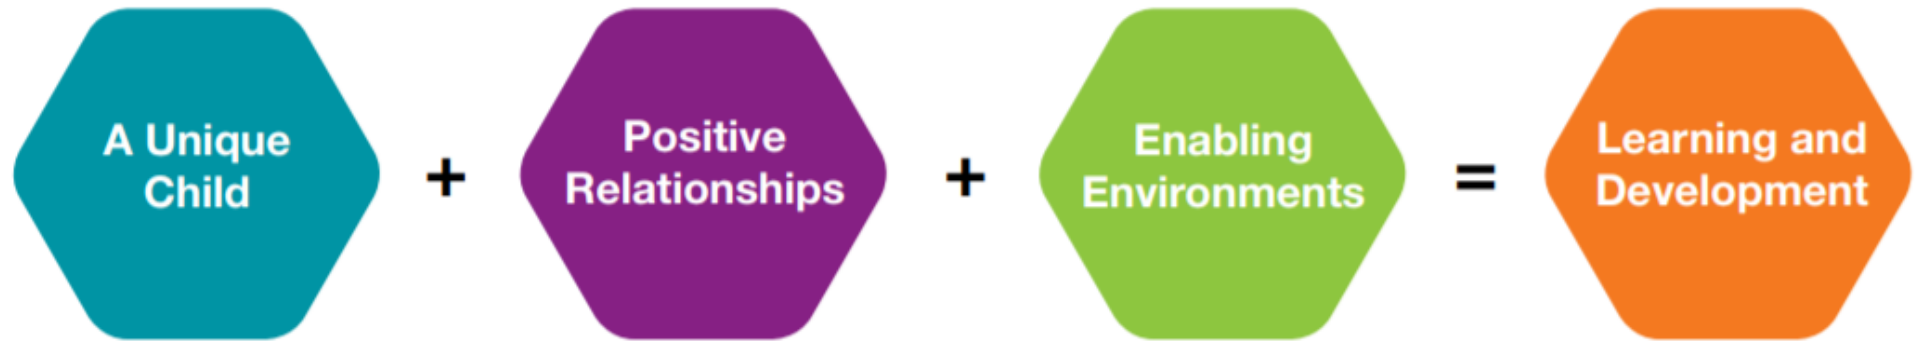 A Unique
Child
+
Positive
Relationships
+
Enabling
Environments
=
Learning and
Development